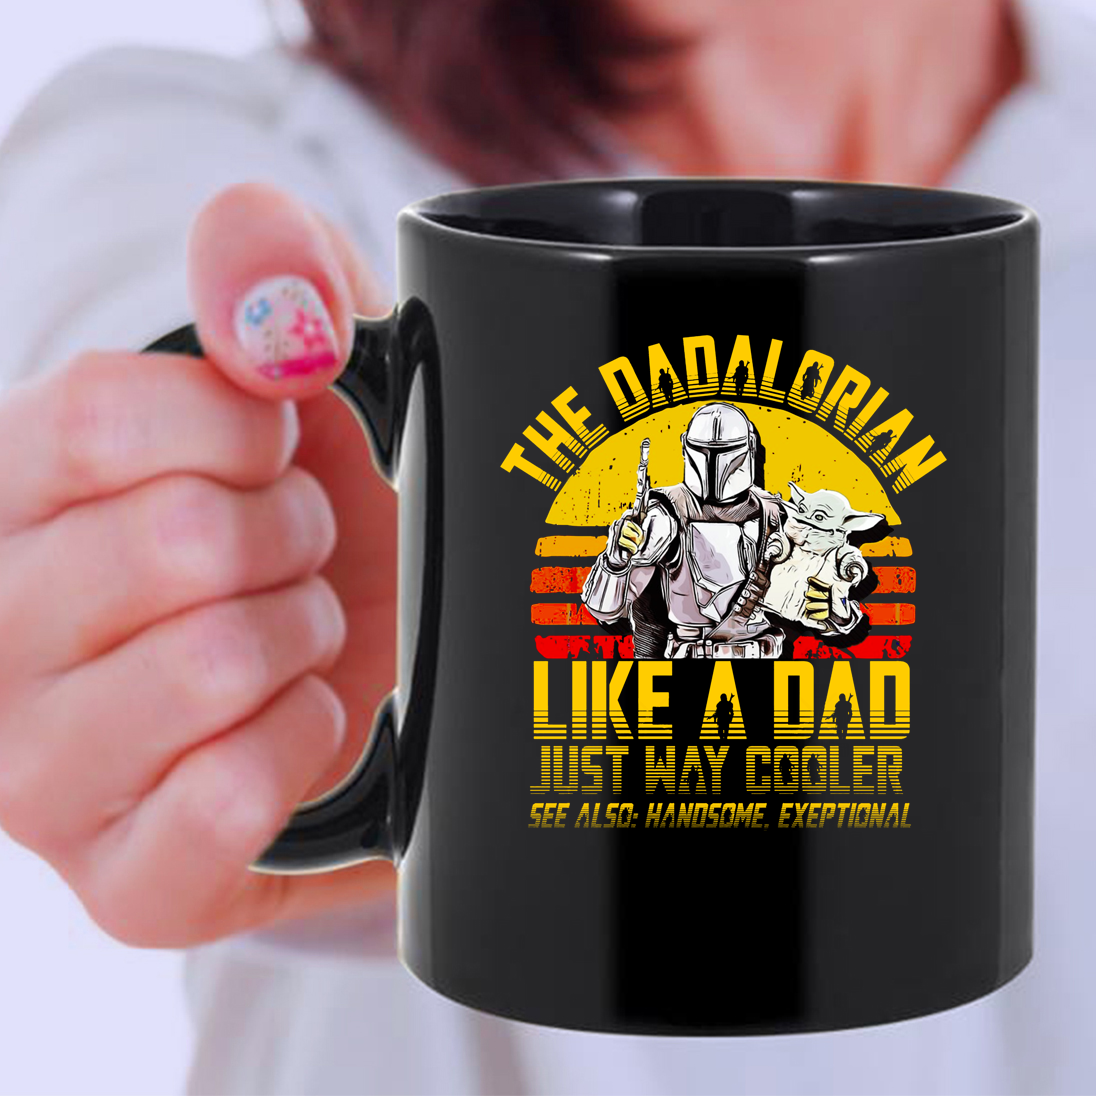 THE DADALORIAN
LIKE A DAD
JUST WAY COOLER
SEE ALSO: HANDSOME. EXEPTIONAL